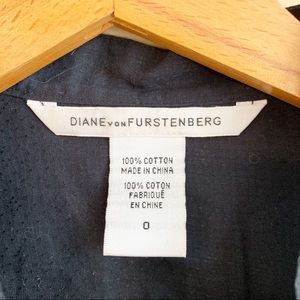 DIANE VON FURSTENBERG
100% COTTON
MADE IN CHINA
100% COTON
FABRIQUÉ
EN CHINE
0